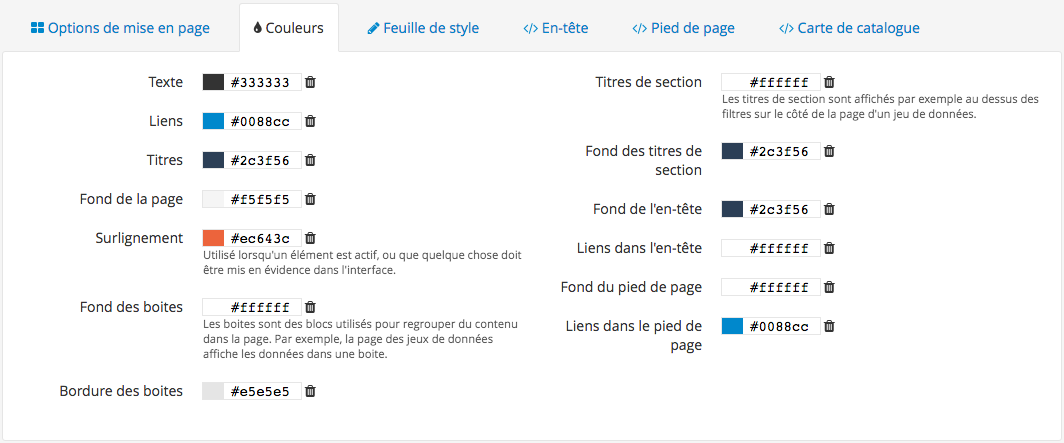 Options de mise en page
Couleurs
Feuille de style
</> En-tête
</> Pied de page
</> Carte de catalogue
Texte #333333
Liens #0088cc
Titres #2c3f56
Fond de la page #f5f5f5
Surlignement #ec643c
Utilisé lorsqu'un élément est actif, ou que quelque chose doit
être mis en évidence dans l'interface.
Fond des boites #ffffff
Les boites sont des blocs utilisés pour regrouper du contenu
dans la page. Par exemple, la page des jeux de données
affiche les données dans une boite.
Bordure des boites #e5e5e5
Titres de section #ffffff
Les titres de section sont affichés par exemple au dessus des
filtres sur le côté de la page d'un jeu de données.
Fond des titres de #2c3f56
section
Fond de l'en-tête #2c3f56
Liens dans l'en-tête #ffffff
Fond du pied de page #ffffff
Liens dans le pied de #0088cc
page